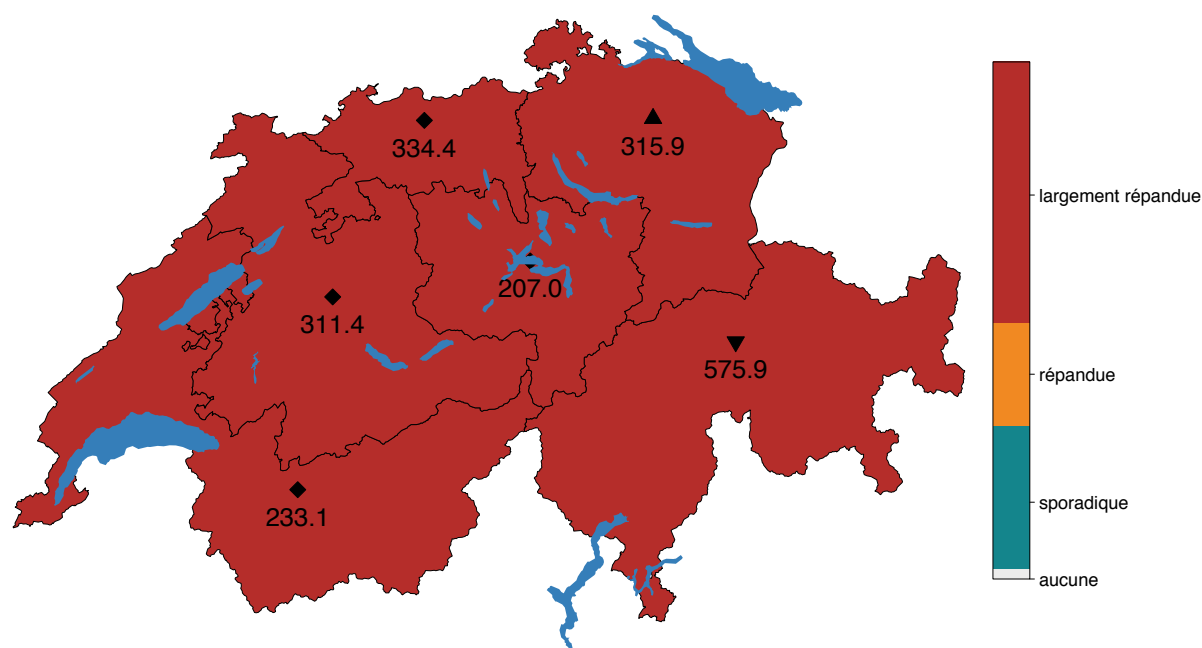 334.4
315.9
207.0
311.4
575.9
233.1
largement répandue
répandue
sporadique
aucune